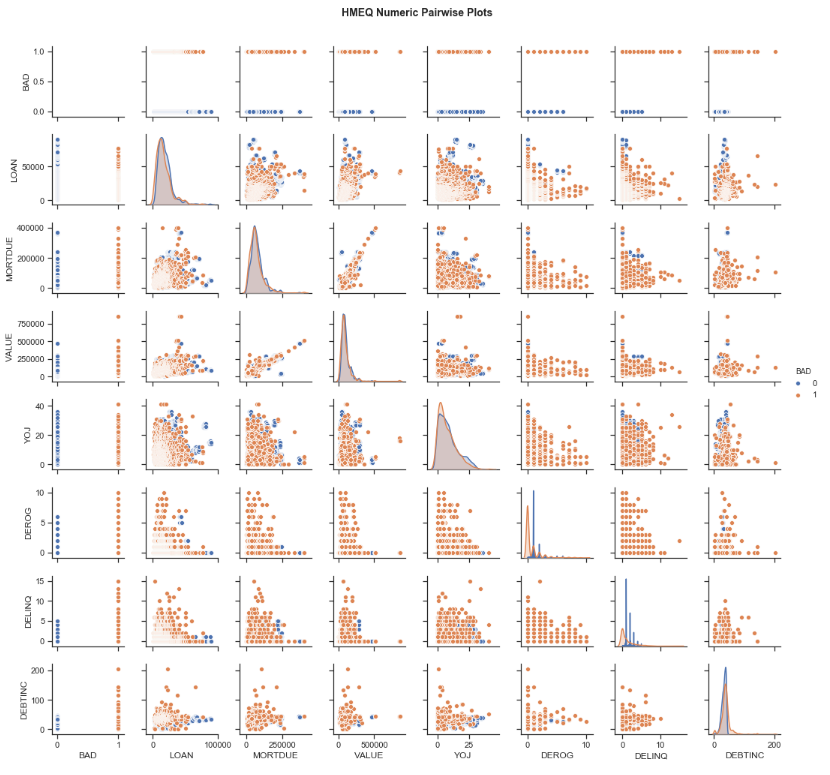 HMEQ Numeric Pairwise Plots
1.0
0.5
0.0
BAD
50000
0
LOAN
400000
200000
0
MORTDUE
750000
500000
250000
0
VALUE
BAD
0
1
40
20
0
YOJ
10
5
0
DEROG
15
10
5
0
DELINQ
200
100
0
DEBTINC
0 1 0 100000 0 250000 0 500000 0 25 0 10 0 10 0 200
BAD LOAN MORTDUE VALUE YOJ DEROG DELINQ DEBTINC